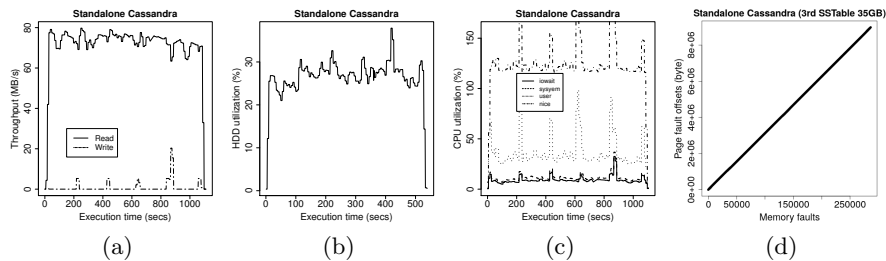 Standalone Cassandra
Throughput (MB/s)
0 20 40 60 80
Read
Write
0 200 400 600 800 1000
Execution time (secs)
(a)
Standalone Cassandra
HDD utilization (%)
0 10 20 30
0 100 200 300 400 500
Execution time (secs)
(b)
Standalone Cassandra
CPU utilization (%)
0 50 100 150
iowait
sysyem
user
nice
0 200 400 600 800 1000
Execution time (secs)
(c)
Standalone Cassandra (3rd SSTable 35GB)
Page fault offsets (byte)
0e+00 2e+06 4e+06 6e+06 8e+06
0 50000 150000 250000
Memory faults
(d)